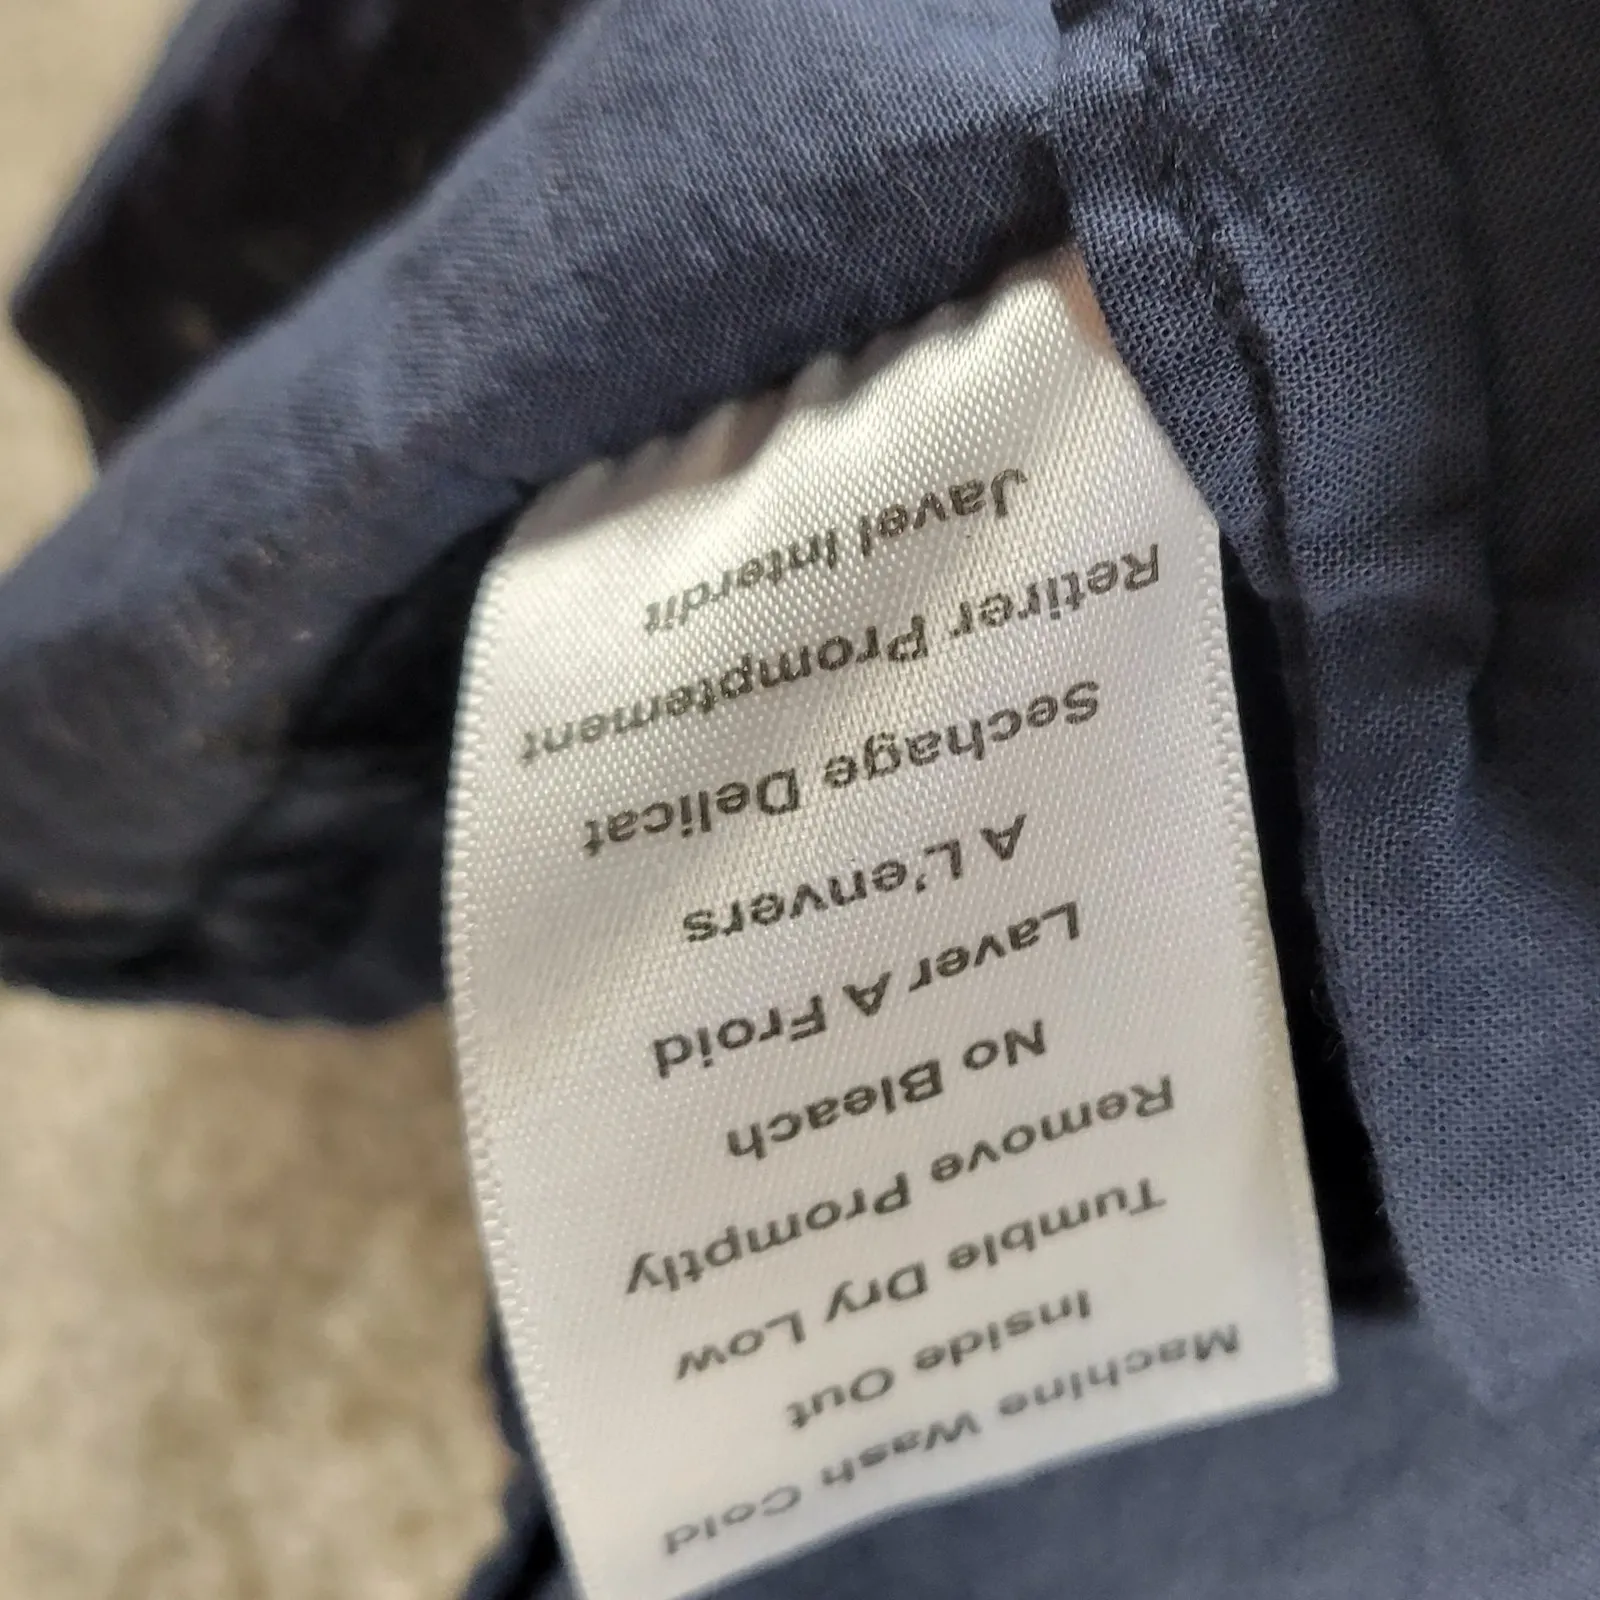 Machine Wash Cold
Inside Out
Tumble Dry Low
Remove Promptly
No Bleach
Laver A Froid
A L'envers
Sechage Delicat
Retirer Promptement
Javel Interdit